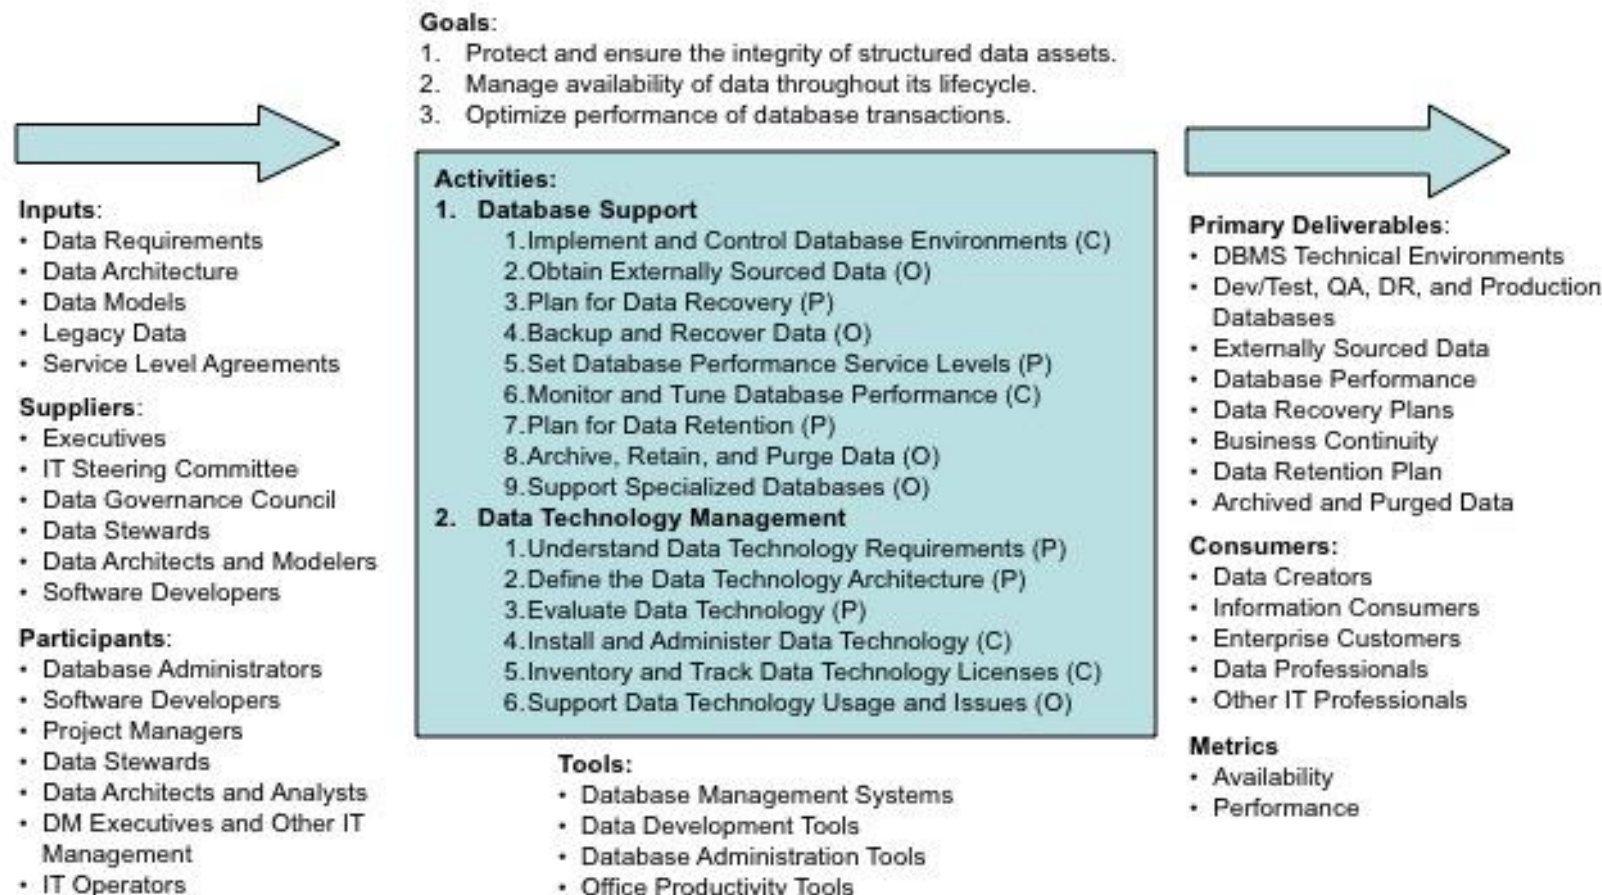 Goals:
1. Protect and ensure the integrity of structured data assets.
2. Manage availability of data throughout its lifecycle.
3. Optimize performance of database transactions.
Inputs:
• Data Requirements
• Data Architecture
• Data Models
• Legacy Data
• Service Level Agreements
Suppliers:
• Executives
• IT Steering Committee
• Data Governance Council
• Data Stewards
• Data Architects and Modelers
• Software Developers
Participants:
• Database Administrators
• Software Developers
• Project Managers
• Data Stewards
• Data Architects and Analysts
• DM Executives and Other IT
Management
• IT Operators
Activities:
1. Database Support
1.Implement and Control Database Environments (C)
2.Obtain Externally Sourced Data (O)
3.Plan for Data Recovery (P)
4.Backup and Recover Data (O)
5.Set Database Performance Service Levels (P)
6.Monitor and Tune Database Performance (C)
7.Plan for Data Retention (P)
8.Archive, Retain, and Purge Data (O)
9.Support Specialized Databases (O)
2. Data Technology Management
1.Understand Data Technology Requirements (P)
2.Define the Data Technology Architecture (P)
3.Evaluate Data Technology (P)
4.Install and Administer Data Technology (C)
5.Inventory and Track Data Technology Licenses (C)
6.Support Data Technology Usage and Issues (O)
Tools:
• Database Management Systems
• Data Development Tools
• Database Administration Tools
• Office Productivity Tools
Primary Deliverables:
• DBMS Technical Environments
• Dev/Test, QA, DR, and Production
Databases
• Externally Sourced Data
• Database Performance
• Data Recovery Plans
• Business Continuity
• Data Retention Plan
• Archived and Purged Data
Consumers:
• Data Creators
• Information Consumers
• Enterprise Customers
• Data Professionals
• Other IT Professionals
Metrics
• Availability
• Performance